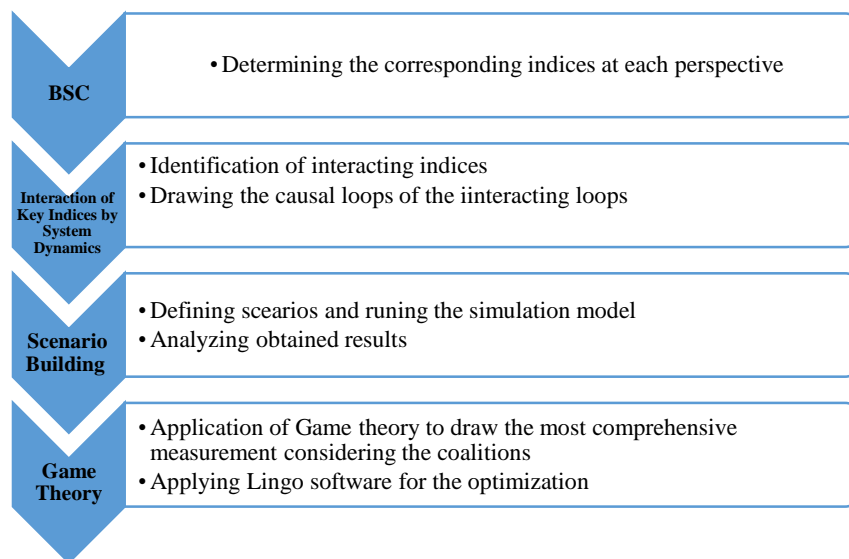 BSC
• Determining the corresponding indices at each perspective
Interaction of
Key Indices by
System
Dynamics
• Identification of interacting indices
• Drawing the causal loops of the iinteracting loops
Scenario
Building
• Defining scearios and runing the simulation model
• Analyzing obtained results
Game
Theory
• Application of Game theory to draw the most comprehensive
measurement considering the coalitions
• Applying Lingo software for the optimization